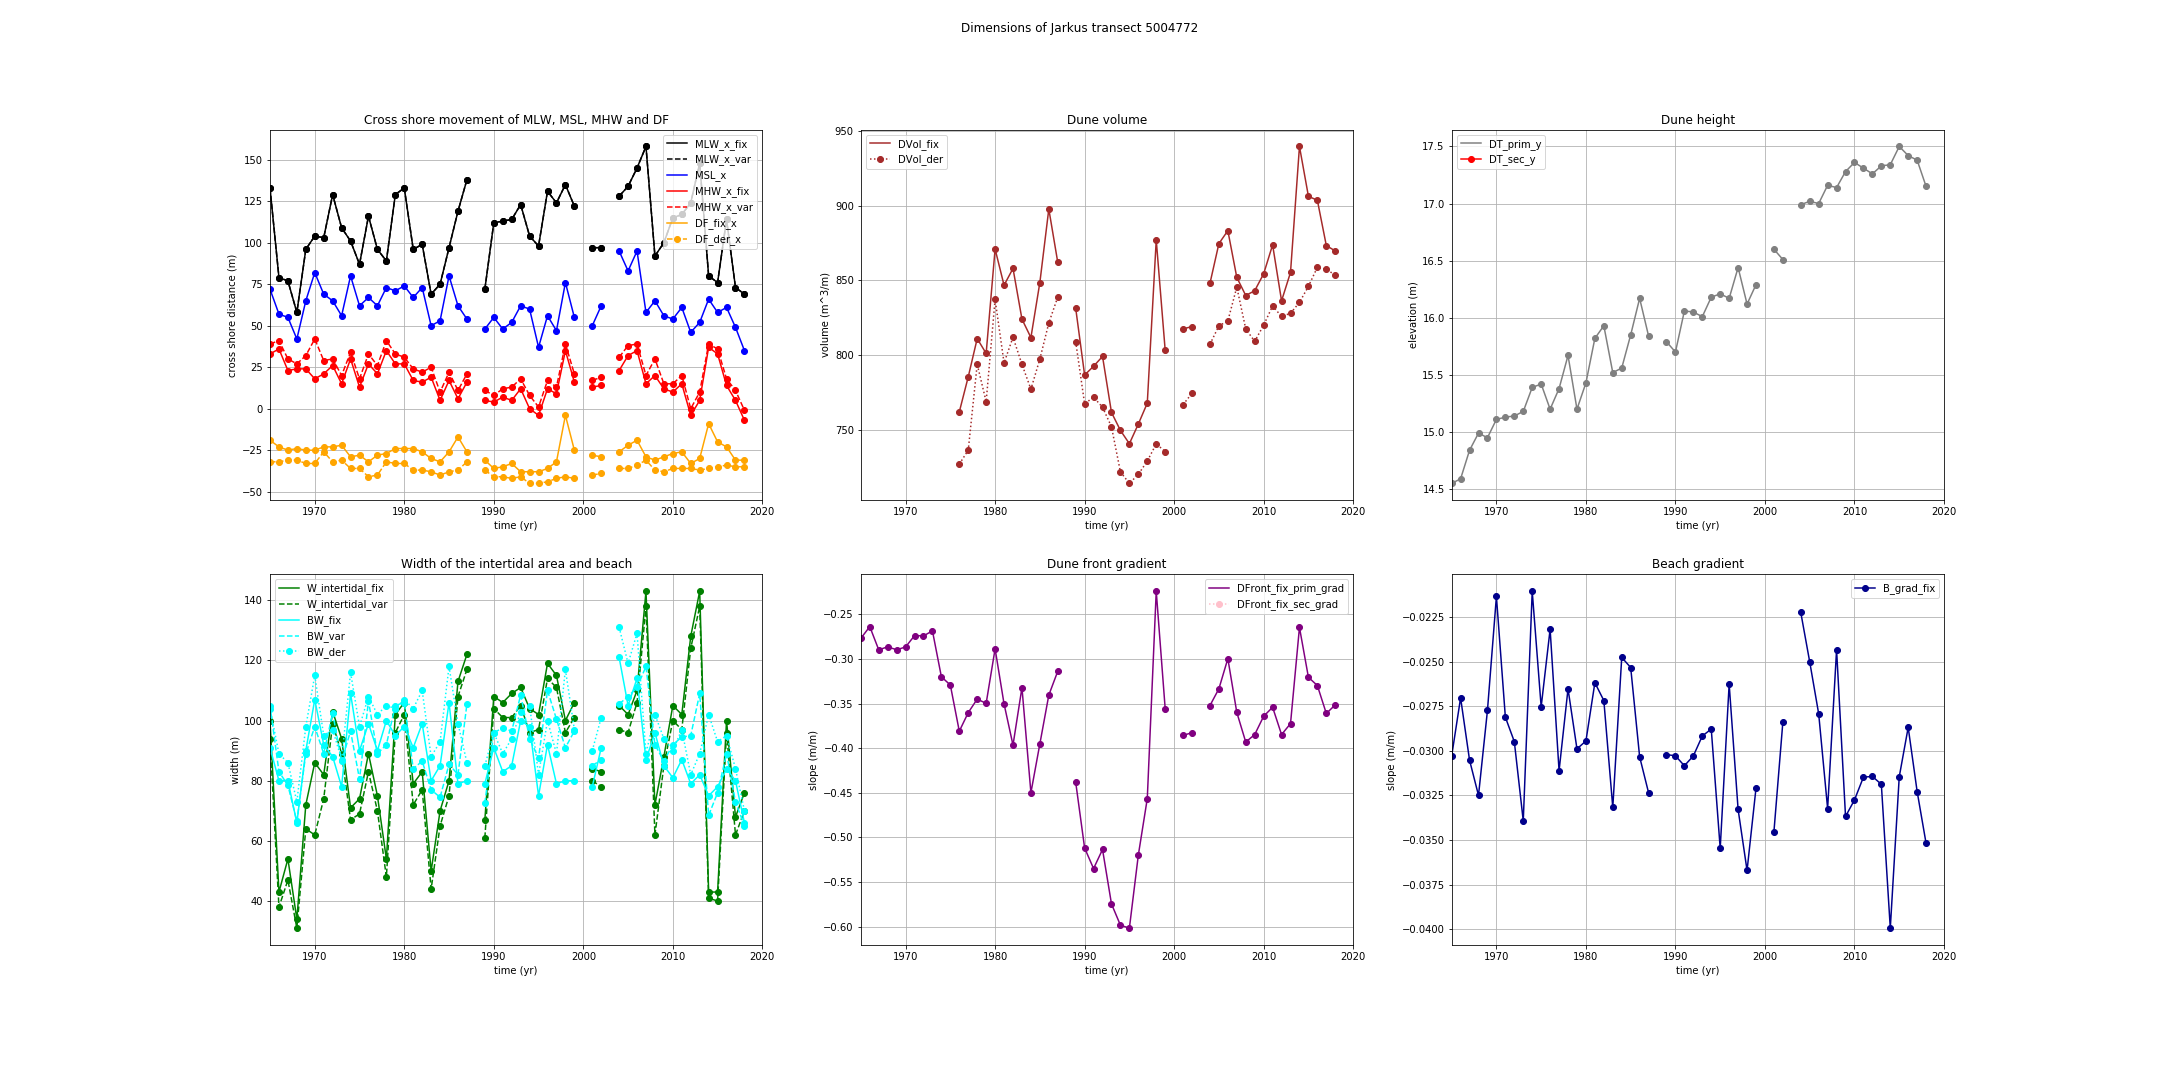 Dimensions of Jarkus transect 5004772
Cross shore movement of MLW, MSL, MHW and DF
MLW_x_fix
MLW_x_var
MSL_x
MHW_x_fix
MHW_x_var
DF_fix_x
DF_der_x
cross shore distance (m)
150
125
100
75
50
25
0
−25
−50
1970 1980 1990 2000 2010 2020
time (yr)
Dune volume
DVol_fix
DVol_der
volume (m^3/m)
950
900
850
800
750
1970 1980 1990 2000 2010 2020
time (yr)
Dune height
DT_prim_y
DT_sec_y
elevation (m)
17.5
17.0
16.5
16.0
15.5
15.0
14.5
1970 1980 1990 2000 2010 2020
time (yr)
Width of the intertidal area and beach
W_intertidal_fix
W_intertidal_var
BW_fix
BW_var
BW_der
width (m)
140
120
100
80
60
40
1970 1980 1990 2000 2010 2020
time (yr)
Dune front gradient
DFront_fix_prim_grad
DFront_fix_sec_grad
slope (m/m)
−0.25
−0.30
−0.35
−0.40
−0.45
−0.50
−0.55
−0.60
1970 1980 1990 2000 2010 2020
time (yr)
Beach gradient
B_grad_fix
slope (m/m)
−0.0225
−0.0250
−0.0275
−0.0300
−0.0325
−0.0350
−0.0375
−0.0400
1970 1980 1990 2000 2010 2020
time (yr)